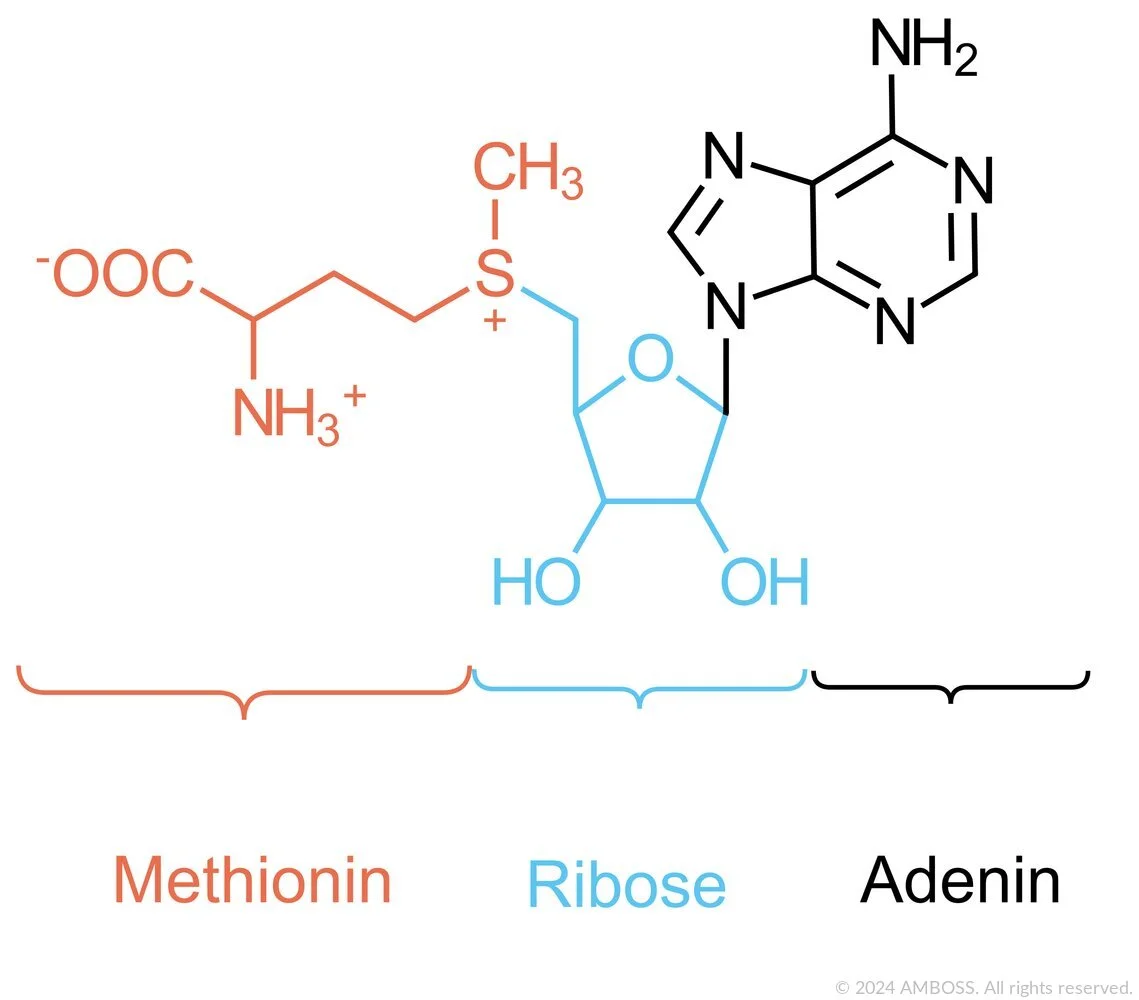 NH2
N
N
CH3
-OOC
S
+
N
N
NH3+
O
HO
OH
Methionin
Ribose
Adenin
© 2024 AMBOSS. All rights reserved.